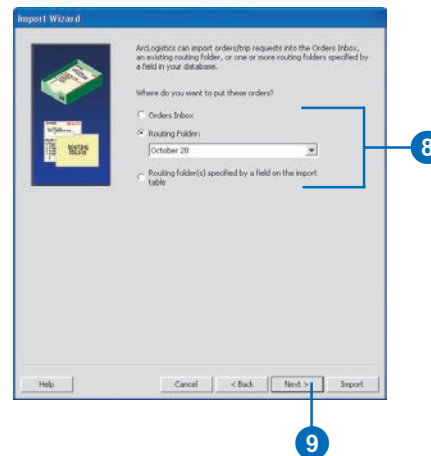 Import Wizard
ArcLogistics can import orders/trip requests into the Orders Inbox,
an existing routing folder, or one or more routing folders specified by
a field in your database.
Where do you want to put these orders?
Orders Inbox
Routing Folder:
October 28
Routing folder(s) specified by a field on the import
table
8
ROUTING
FOLDER
Help
Cancel
< Back
Next >
Import
9